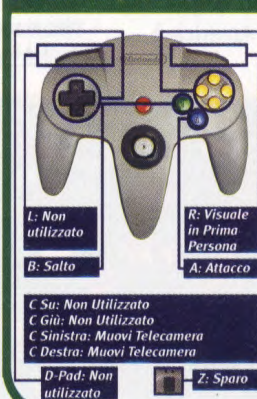 Nintendo
L: Non
utilizzato
R: Visuale
in Prima
Persona
B: Salto
A: Attacco
C Su: Non Utilizzato
C Giù: Non Utilizzato
C Sinistra: Muovi Telecamera
C Destra: Muovi Telecamera
D-Pad: Non
utilizzato
Z: Sparo